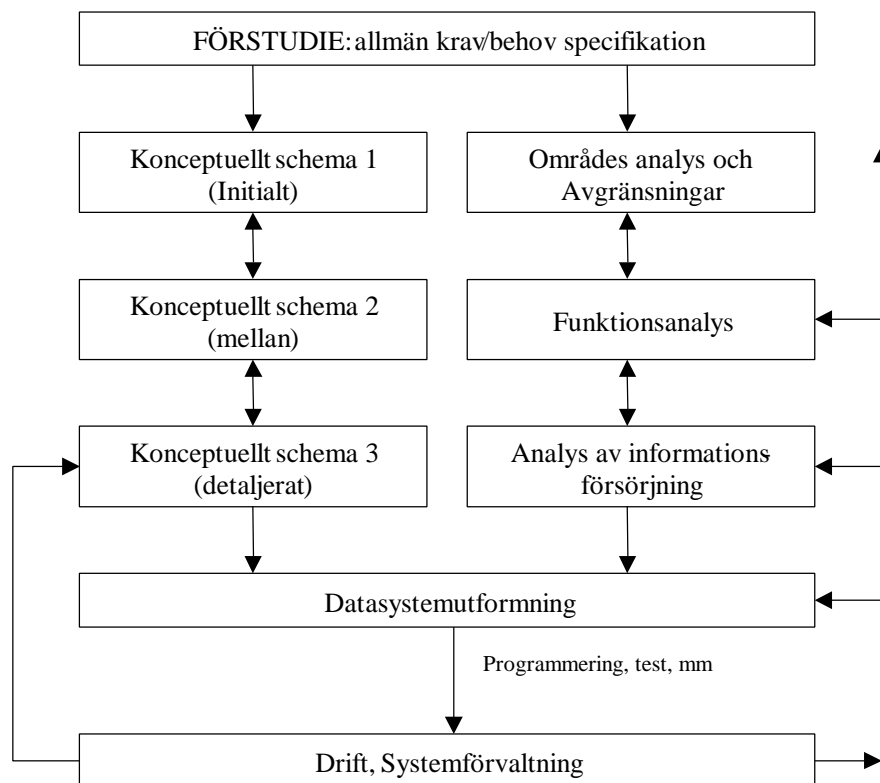 FÖRSTUDIE: allmän krav/behov specifikation
Konceptuellt schema 1
(Initialt)
Områdes analys och
Avgränsningar
Konceptuellt schema 2
(mellan)
Funktionsanalys
Konceptuellt schema 3
(detaljerat)
Analys av informations-
försörjning
Datasystemutformning
Programmering, test, mm
Drift, Systemförvaltning